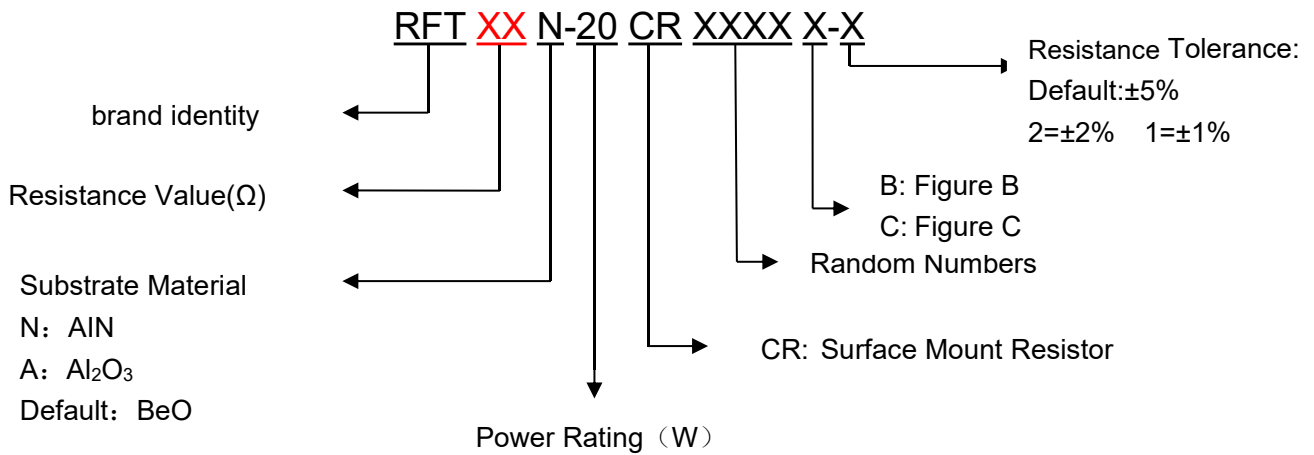 RFT XX N-20 CR XXXX X-X
Resistance Tolerance:
Default:±5%
2=±2% 1=±1%
brand identity
Resistance Value(Ω)
B: Figure B
C: Figure C
Random Numbers
Substrate Material
N：AlN
A：Al₂O₃
Default：BeO
CR: Surface Mount Resistor
Power Rating（W）